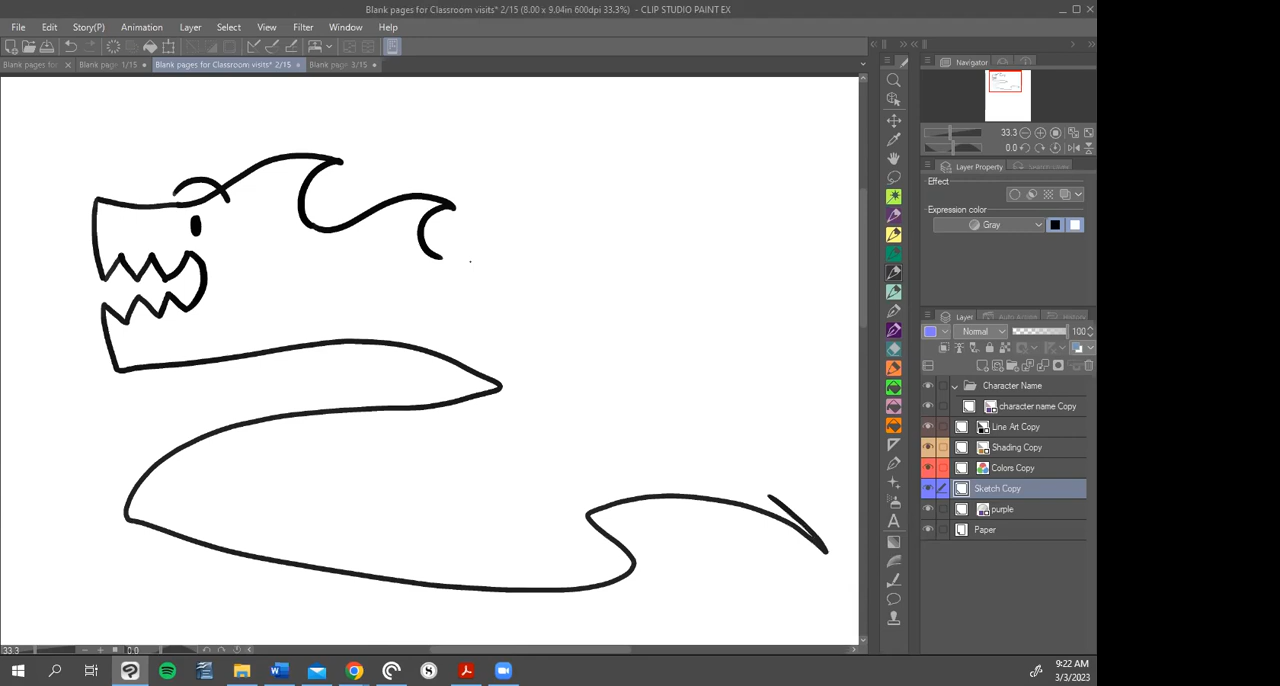 Blank pages for Classroom visits* 2/15 (8.00 x 9.04in 600dpi 33.3%) - CLIP STUDIO PAINT EX
File Edit Story(P) Animation Layer Select View Filter Window Help
Blank pages for Blank page 1/15 Blank pages for Classroom visits* 2/15 Blank page 3/15
Navigator
33.3
0.0
Layer Property
Effect
Expression color
Gray
Layer
Normal 100
Character Name
character name Copy
Line Art Copy
Shading Copy
Colors Copy
Sketch Copy
purple
Paper
33.3 0.0
9:22 AM
3/3/2023